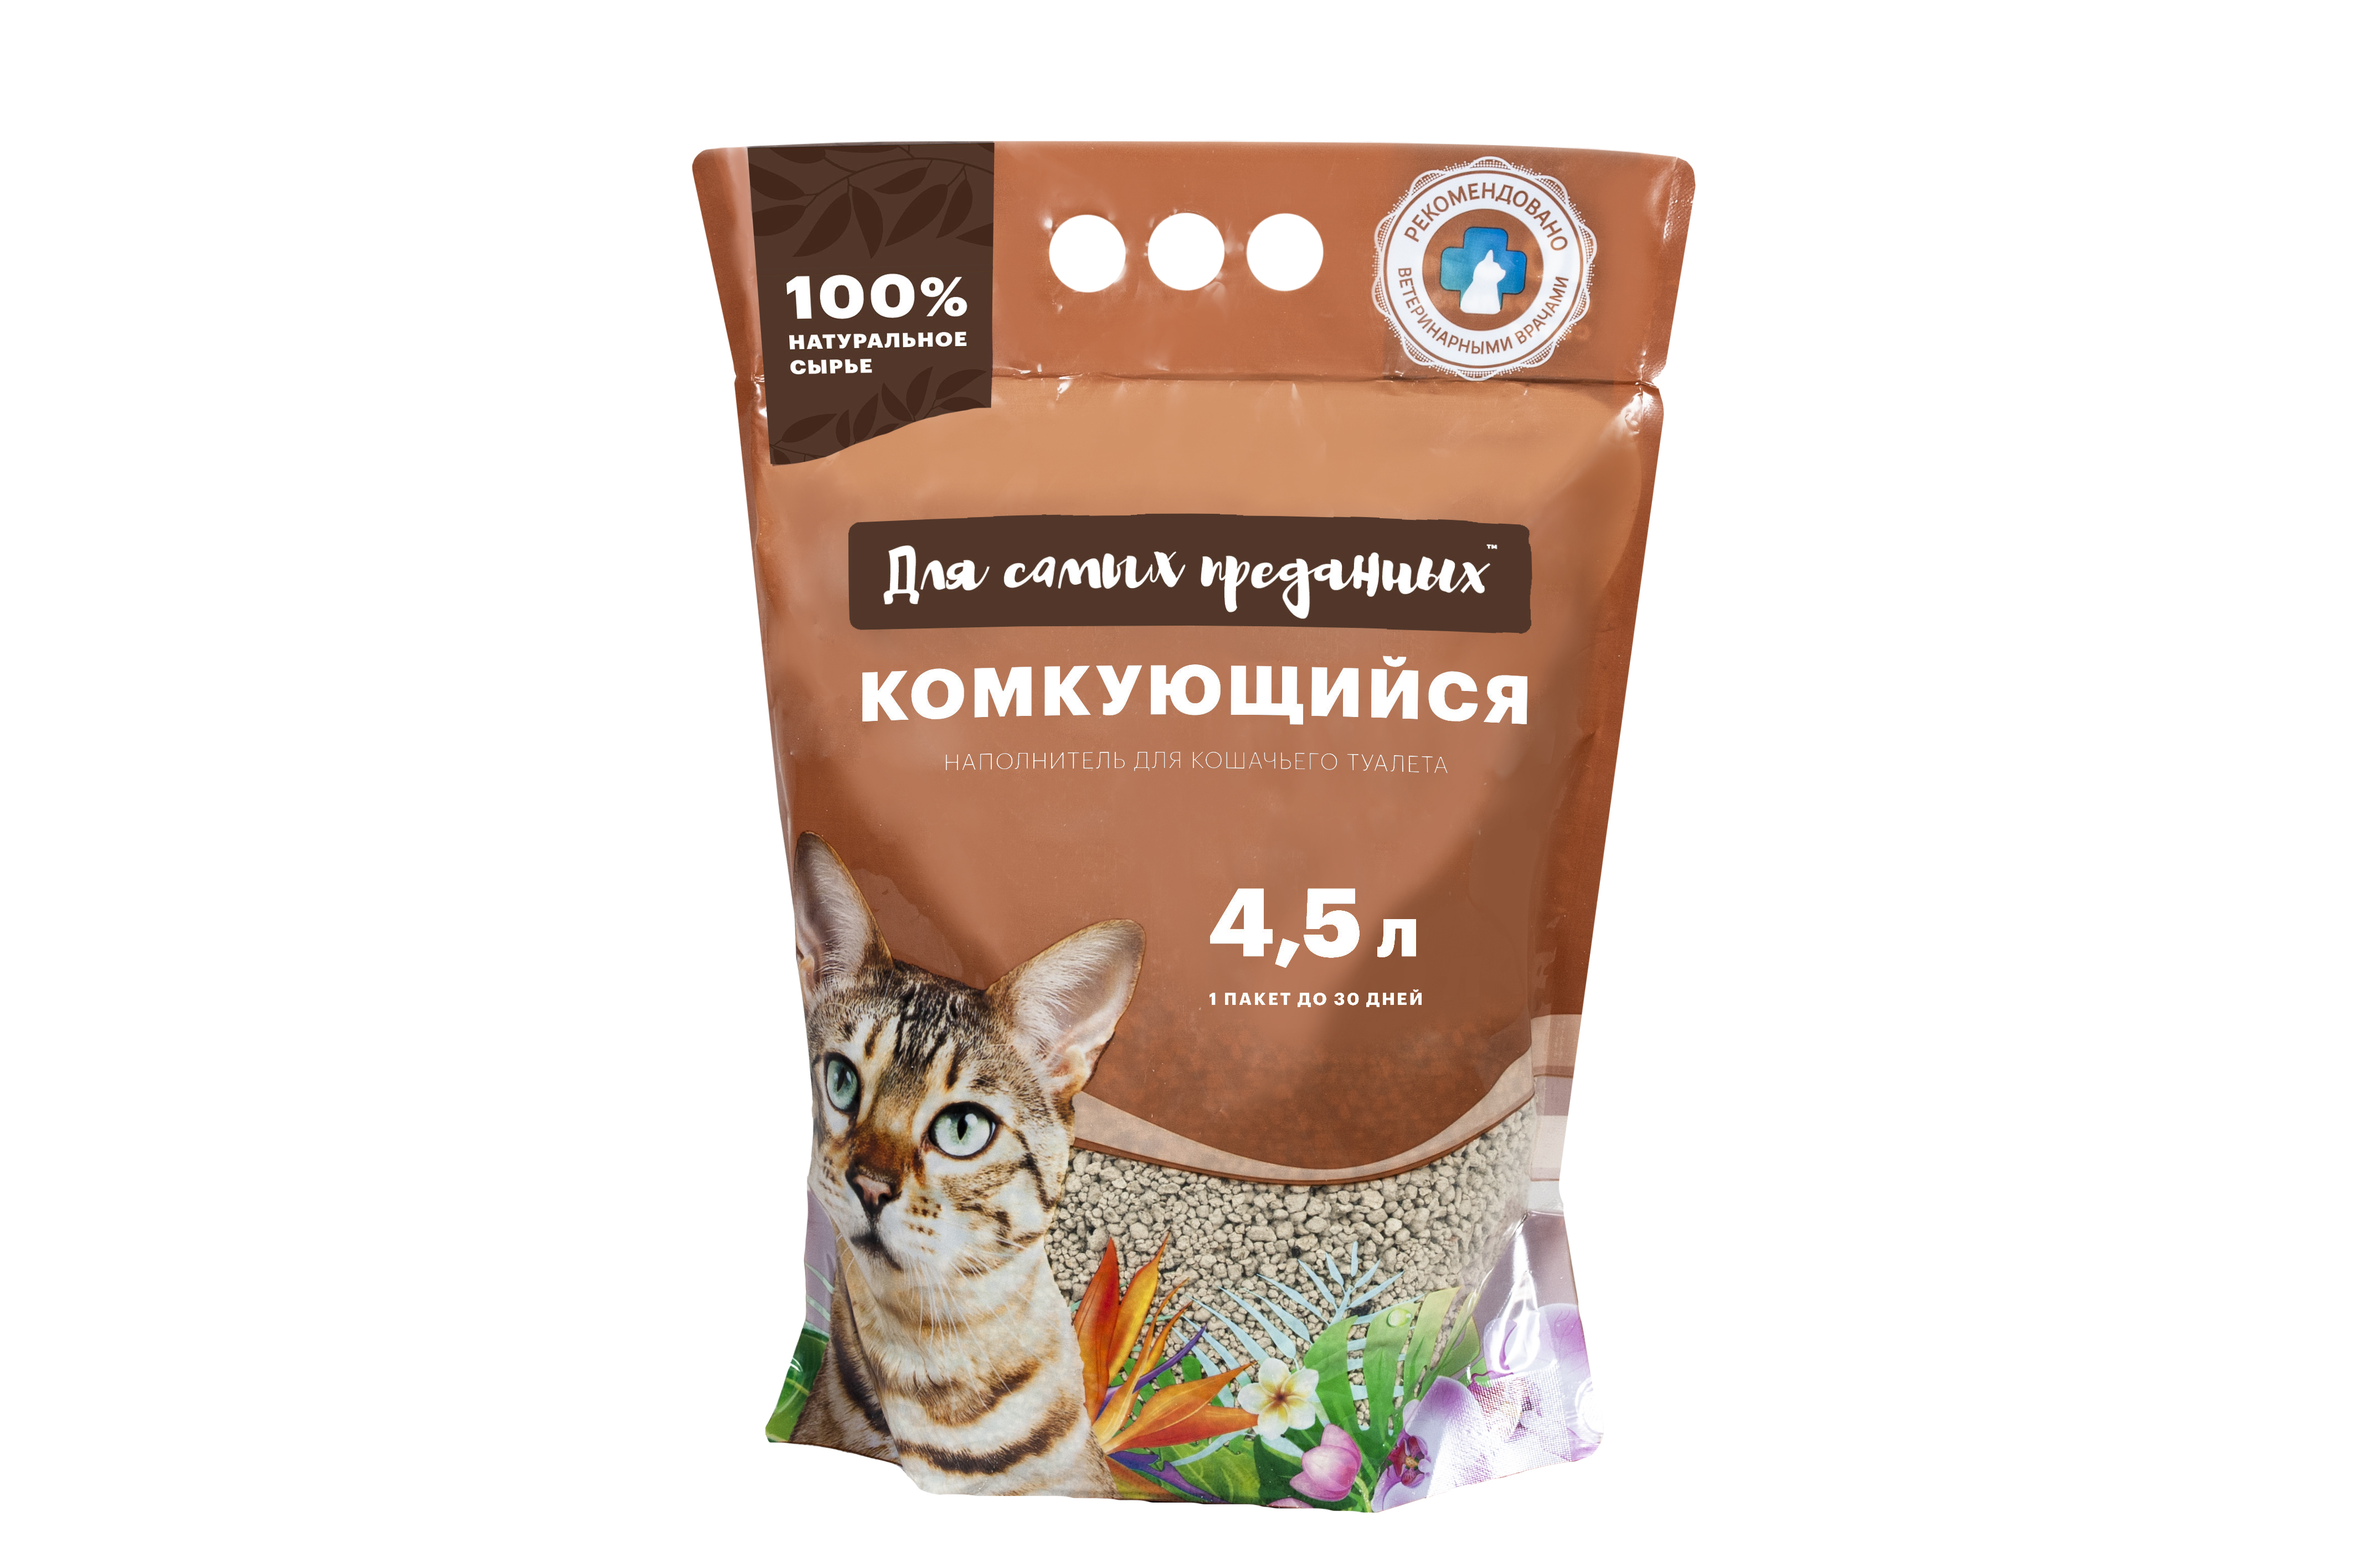 100%
НАТУРАЛЬНОЕ
СЫРЬЕ
РЕКОМЕНДОВАНО
ВЕТЕРИНАРНЫМИ ВРАЧАМИ
Для самых преданных™
КОМКУЮЩИЙСЯ
НАПОЛНИТЕЛЬ ДЛЯ КОШАЧЬЕГО ТУАЛЕТА
4,5 л
1 ПАКЕТ ДО 30 ДНЕЙ